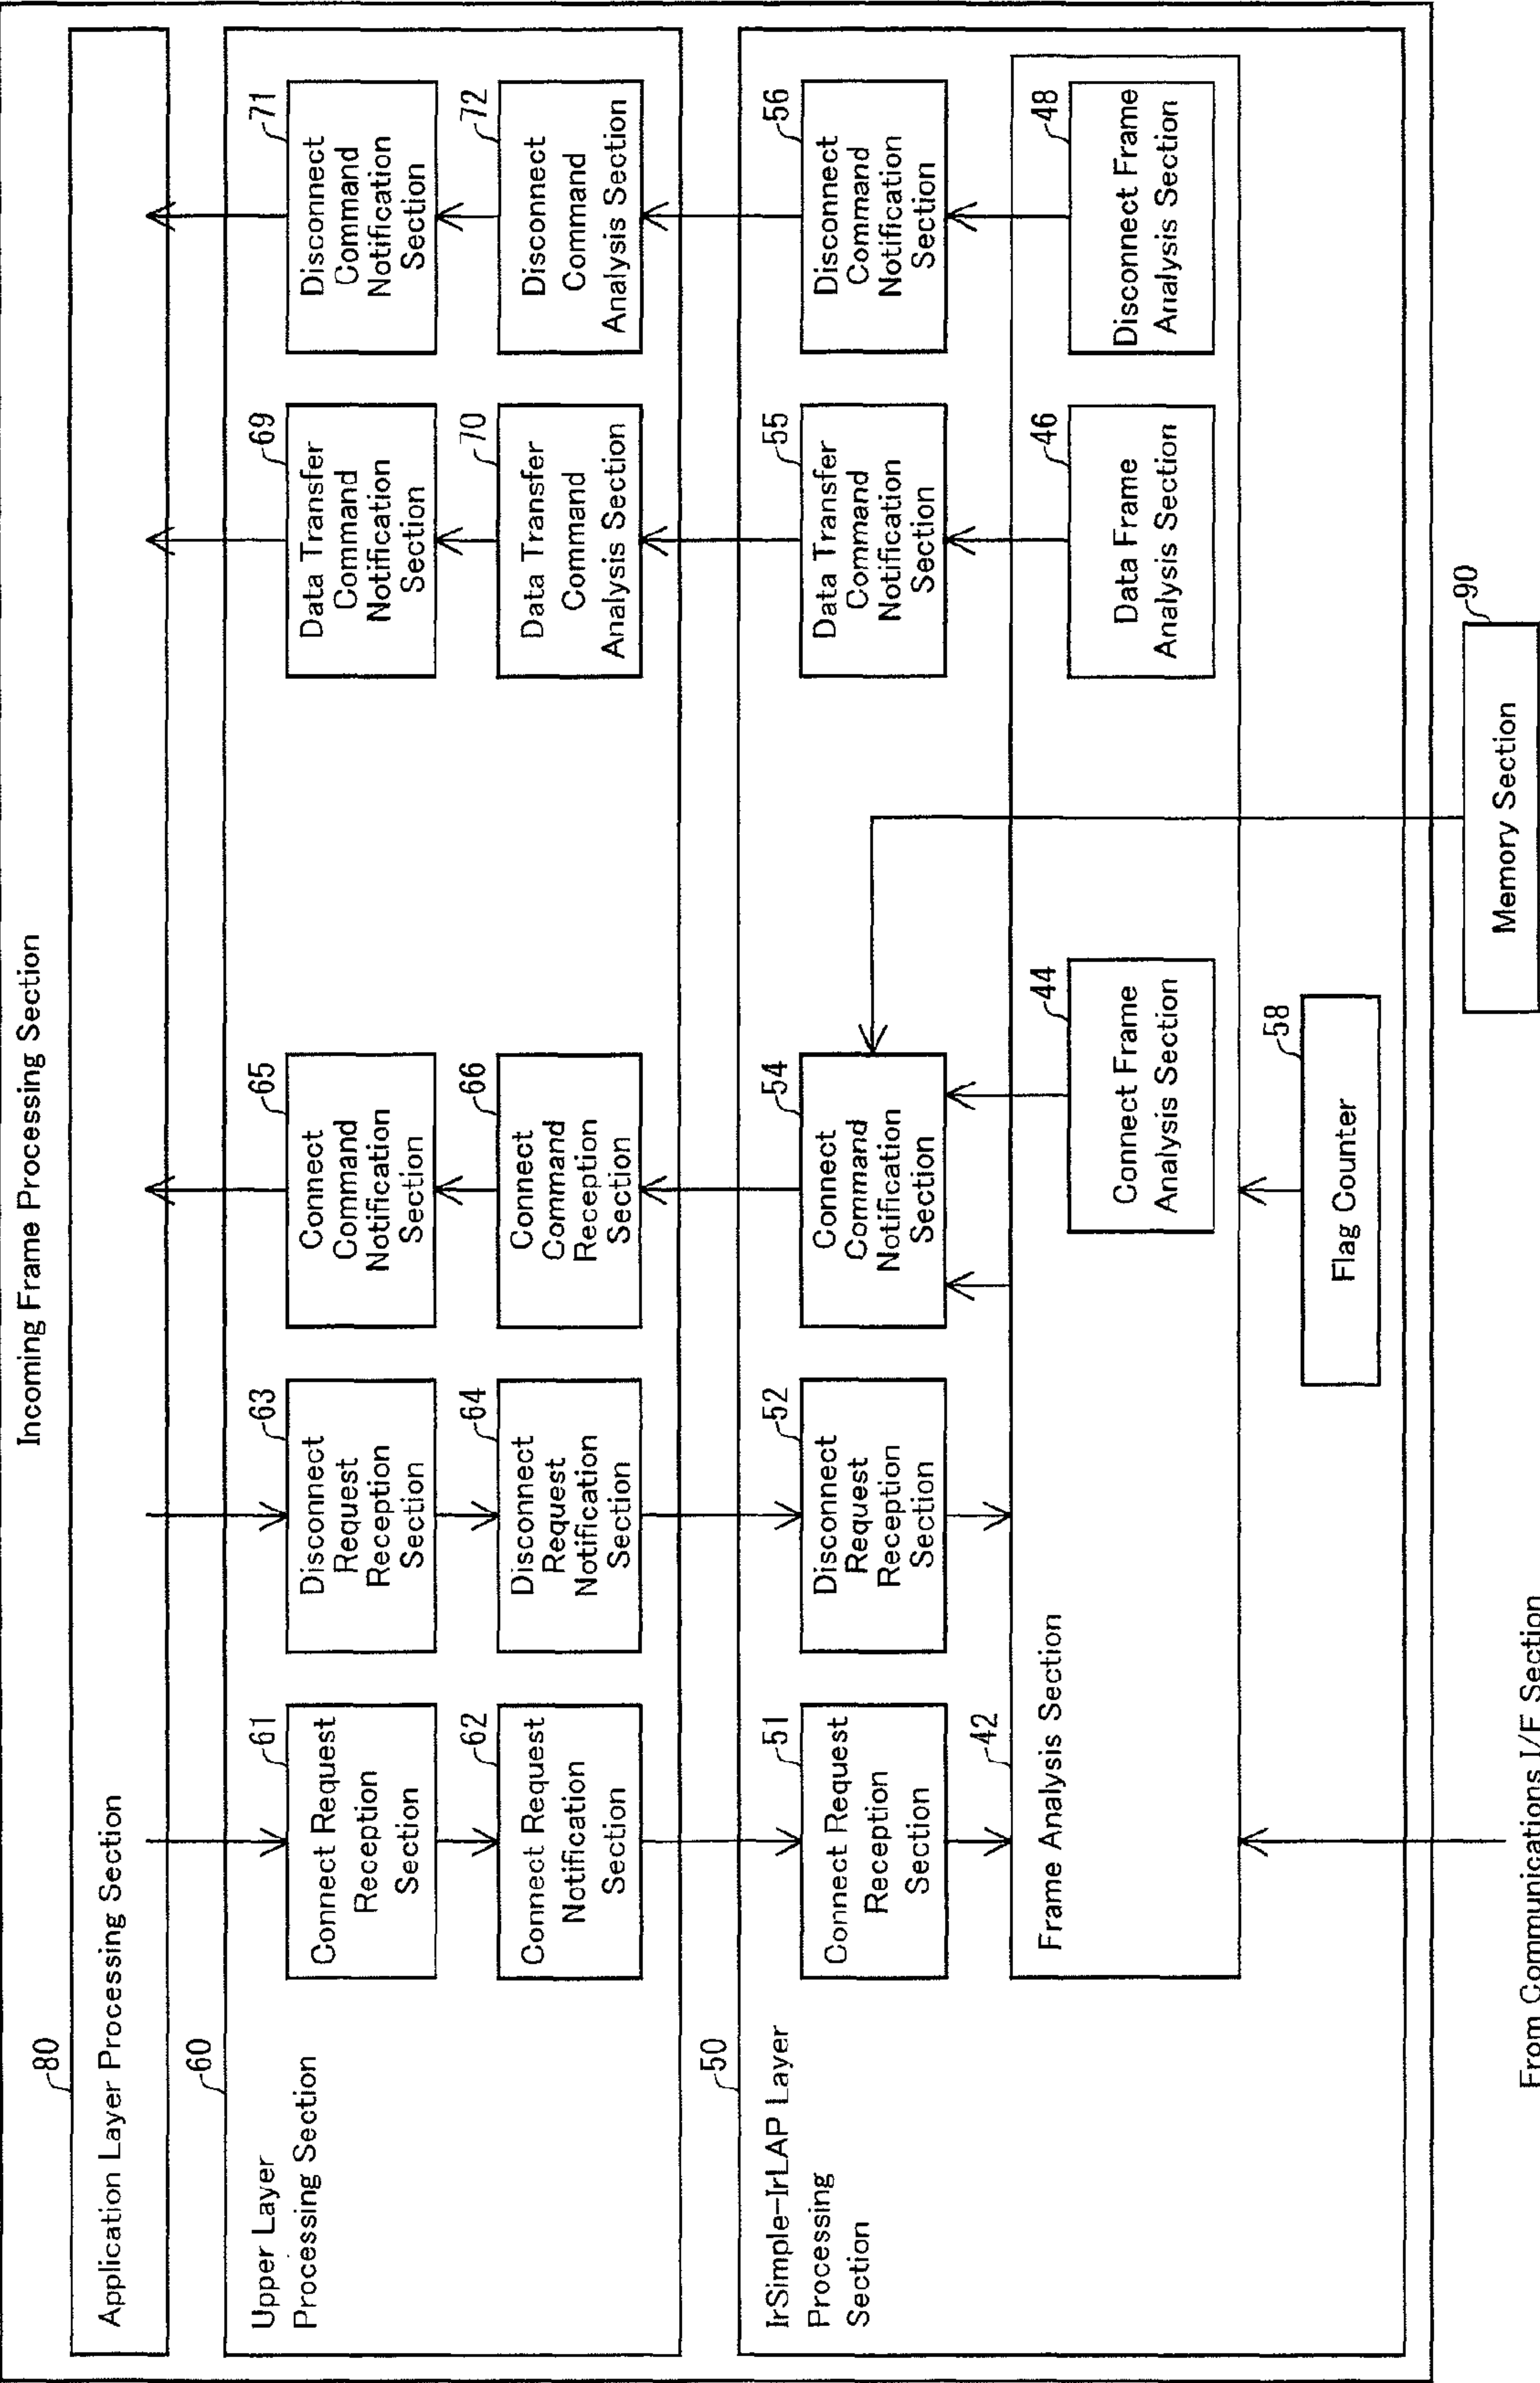 Incoming Frame Processing Section
80
Application Layer Processing Section
60
Upper Layer
Processing Section
61
Connect Request
Reception
Section
63
Disconnect
Request
Reception
Section
65
Connect
Command
Notification
Section
69
Data Transfer
Command
Notification
Section
71
Disconnect
Command
Notification
Section
62
Connect Request
Notification
Section
64
Disconnect
Request
Notification
Section
66
Connect
Command
Reception
Section
70
Data Transfer
Command
Analysis Section
72
Disconnect
Command
Analysis Section
50
IrSimple-IrLAP Layer
Processing
Section
51
Connect Request
Reception
Section
52
Disconnect
Request
Reception
Section
54
Connect
Command
Notification
Section
55
Data Transfer
Command
Notification
Section
56
Disconnect
Command
Notification
Section
42
Frame Analysis Section
44
Connect Frame
Analysis Section
46
Data Frame
Analysis Section
48
Disconnect Frame
Analysis Section
58
Flag Counter
90
Memory Section
From Communications I/F Section